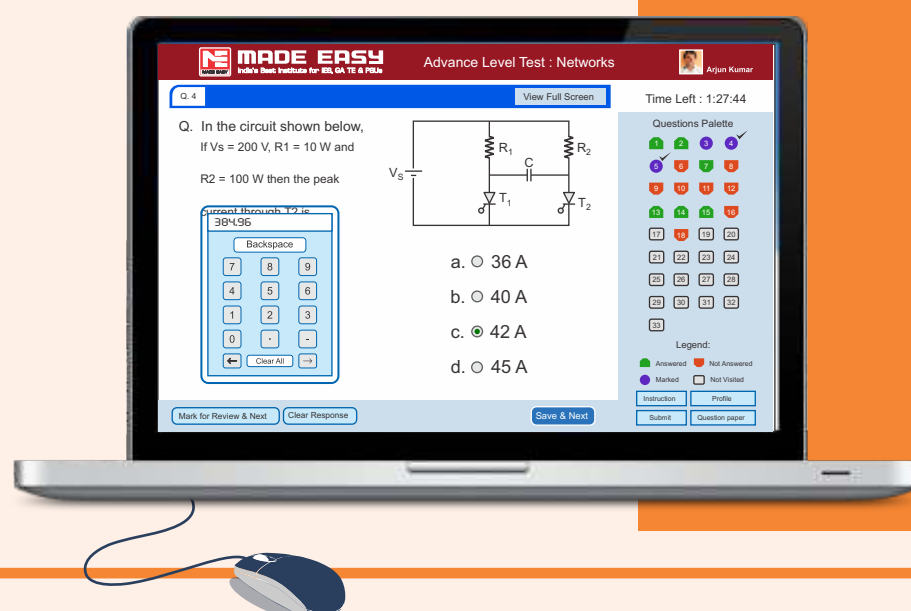 NE MADE EASY
MADE EASY India's Best Institute for IES, GATE & PSUs
Advance Level Test : Networks
Arjun Kumar
Q. 4
View Full Screen
Time Left : 1:27:44
Q. In the circuit shown below,
If Vs = 200 V, R1 = 10 W and
R2 = 100 W then the peak
current through T2 is
384.96
Backspace
7 8 9
4 5 6
1 2 3
0 · -
← Clear All →
VS
R1
R2
C
T1
T2
a. 36 A
b. 40 A
c. 42 A
d. 45 A
Questions Palette
1 2 3 4
5 6 7 8
9 10 11 12
13 14 15 16
17 18 19 20
21 22 23 24
25 26 27 28
29 30 31 32
33
Legend:
Answered Not Answered
Marked Not Visited
Instruction Profile
Submit Question paper
Mark for Review & Next Clear Response Save & Next